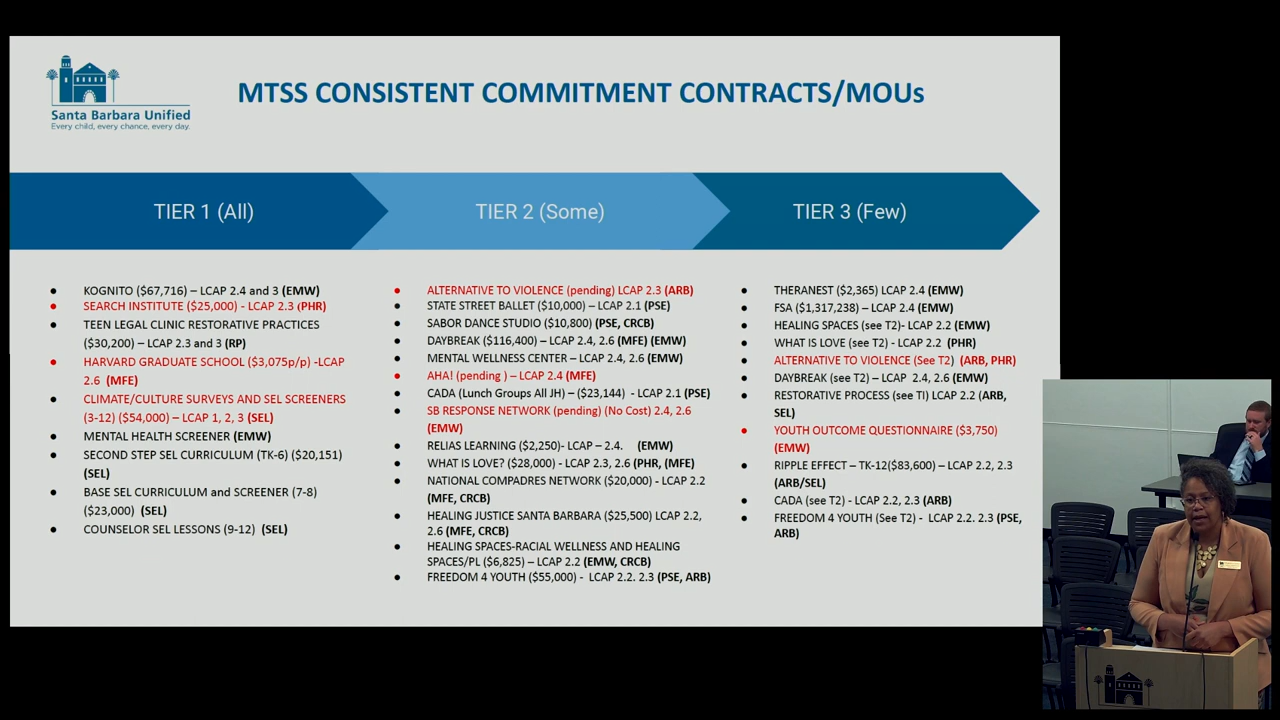 Santa Barbara Unified
Every child, every chance, every day.
MTSS CONSISTENT COMMITMENT CONTRACTS/MOUs
TIER 1 (All)
TIER 2 (Some)
TIER 3 (Few)
● KOGNITO ($67,716) – LCAP 2.4 and 3 (EMW)
● SEARCH INSTITUTE ($25,000) - LCAP 2.3 (PHR)
● TEEN LEGAL CLINIC RESTORATIVE PRACTICES
($30,200) – LCAP 2.3 and 3 (RP)
● HARVARD GRADUATE SCHOOL ($3,075p/p) -LCAP
2.6 (MFE)
● CLIMATE/CULTURE SURVEYS AND SEL SCREENERS
(3-12) ($54,000) – LCAP 1, 2, 3 (SEL)
● MENTAL HEALTH SCREENER (EMW)
● SECOND STEP SEL CURRICULUM (TK-6) ($20,151)
(SEL)
● BASE SEL CURRICULUM and SCREENER (7-8)
($23,000) (SEL)
● COUNSELOR SEL LESSONS (9-12) (SEL)
● ALTERNATIVE TO VIOLENCE (pending) LCAP 2.3 (ARB)
● STATE STREET BALLET ($10,000) – LCAP 2.1 (PSE)
● SABOR DANCE STUDIO ($10,800) (PSE, CRCB)
● DAYBREAK ($116,400) – LCAP 2.4, 2.6 (MFE) (EMW)
● MENTAL WELLNESS CENTER – LCAP 2.4, 2.6 (EMW)
● AHA! (pending ) – LCAP 2.4 (MFE)
● CADA (Lunch Groups All JH) – ($23,144) - LCAP 2.1 (PSE)
● SB RESPONSE NETWORK (pending) (No Cost) 2.4, 2.6
(EMW)
● RELIAS LEARNING ($2,250)- LCAP – 2.4. (EMW)
● WHAT IS LOVE? ($28,000) - LCAP 2.3, 2.6 (PHR, (MFE)
● NATIONAL COMPADRES NETWORK ($20,000) - LCAP 2.2
(MFE, CRCB)
● HEALING JUSTICE SANTA BARBARA ($25,500) LCAP 2.2,
2.6 (MFE, CRCB)
● HEALING SPACES-RACIAL WELLNESS AND HEALING
SPACES/PL ($6,825) – LCAP 2.2 (EMW, CRCB)
● FREEDOM 4 YOUTH ($55,000) - LCAP 2.2. 2.3 (PSE, ARB)
● THERANEST ($2,365) LCAP 2.4 (EMW)
● FSA ($1,317,238) – LCAP 2.4 (EMW)
● HEALING SPACES (see T2)- LCAP 2.2 (EMW)
● WHAT IS LOVE (see T2) - LCAP 2.2 (PHR)
● ALTERNATIVE TO VIOLENCE (See T2) (ARB, PHR)
● DAYBREAK (see T2) – LCAP 2.4, 2.6 (EMW)
● RESTORATIVE PROCESS (see TI) LCAP 2.2 (ARB,
SEL)
● YOUTH OUTCOME QUESTIONNAIRE ($3,750)
(EMW)
● RIPPLE EFFECT – TK-12($83,600) – LCAP 2.2, 2.3
(ARB/SEL)
● CADA (see T2) - LCAP 2.2, 2.3 (ARB)
● FREEDOM 4 YOUTH (See T2) - LCAP 2.2. 2.3 (PSE,
ARB)